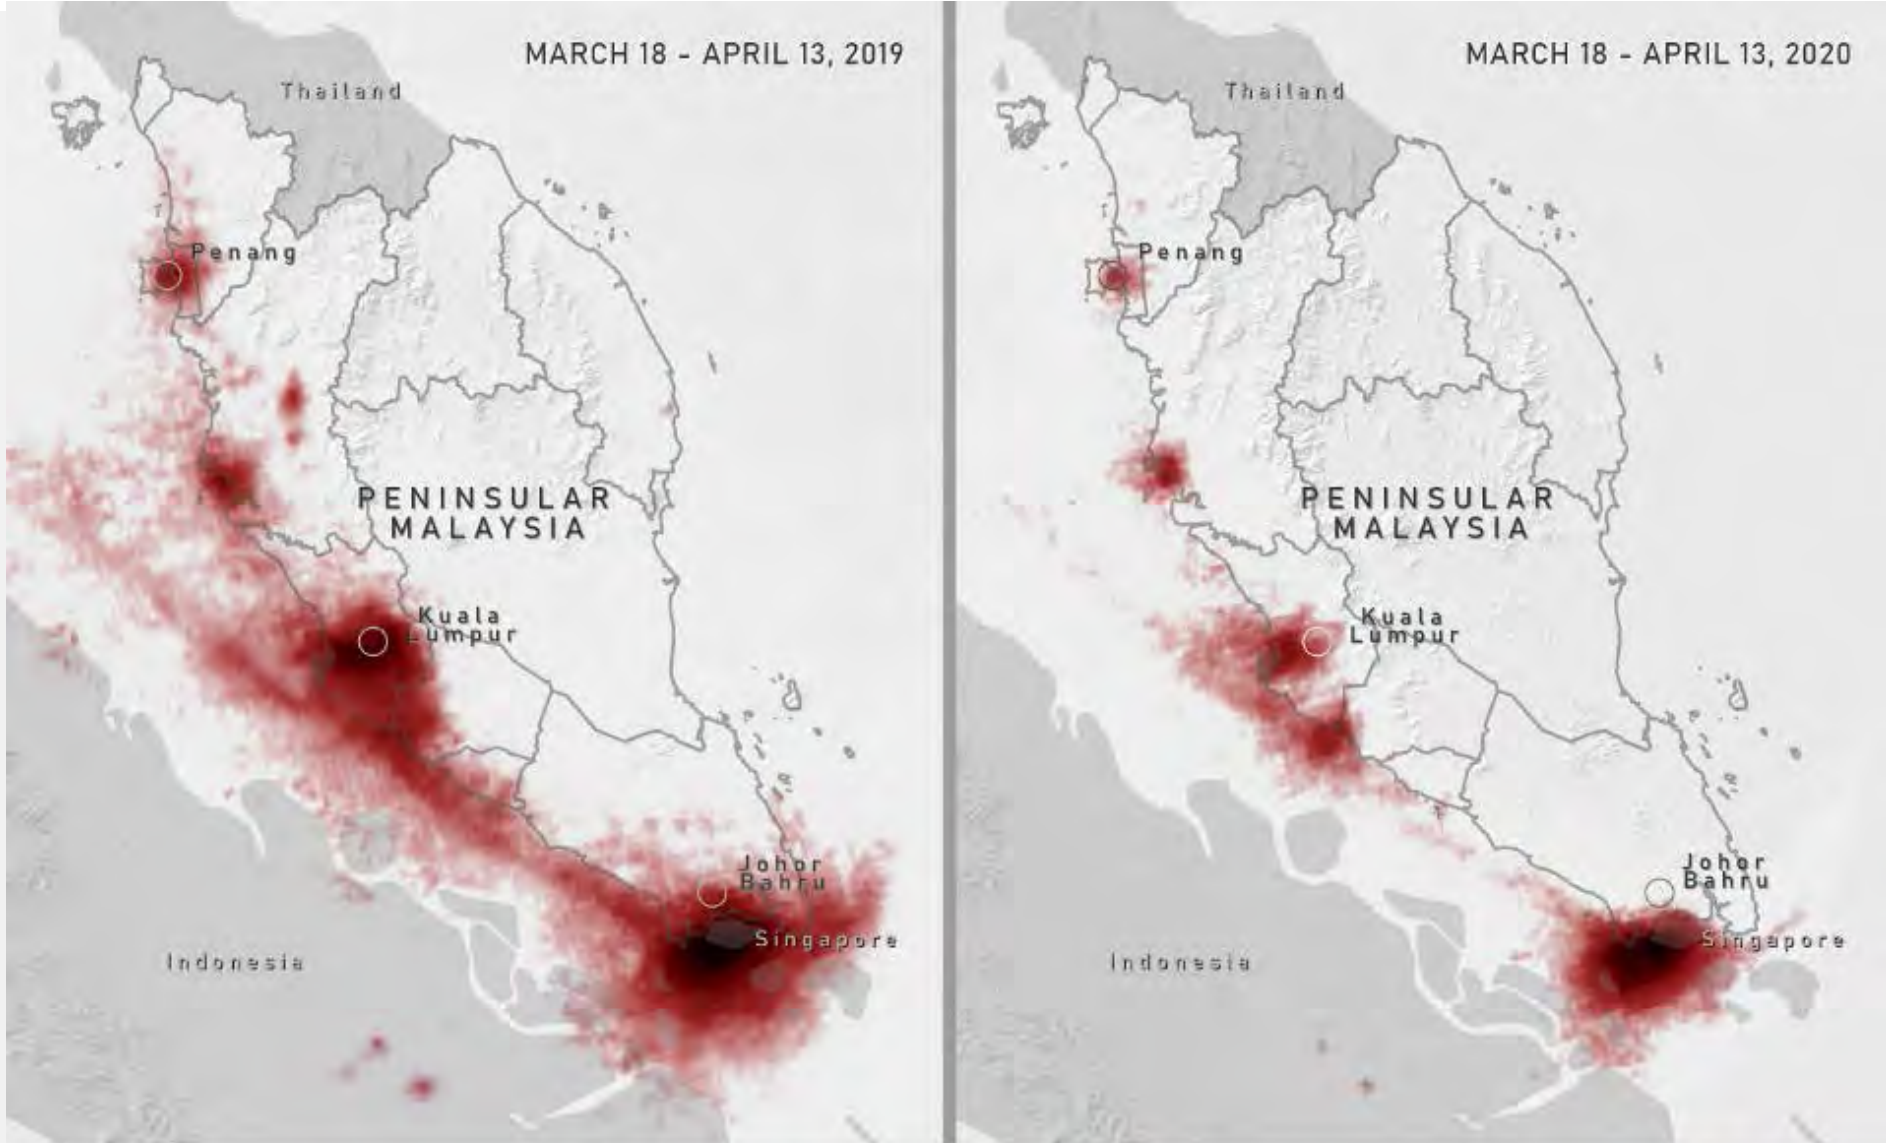 MARCH 18 - APRIL 13, 2019
Thailand
Penang
PENINSULAR
MALAYSIA
Kuala
Lumpur
Johor
Bahru
Singapore
Indonesia
MARCH 18 - APRIL 13, 2020
Thailand
Penang
PENINSULAR
MALAYSIA
Kuala
Lumpur
Johor
Bahru
Singapore
Indonesia